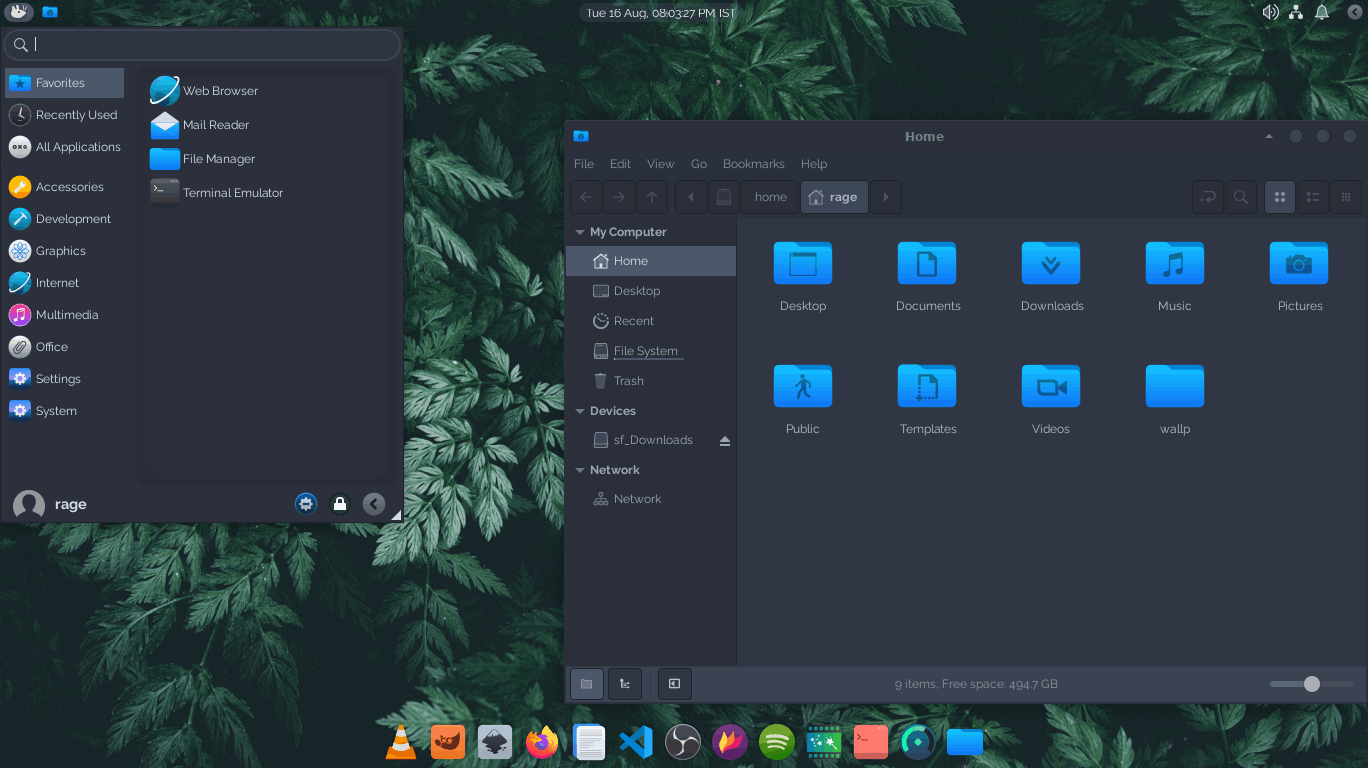 Tue 16 Aug, 08:03:27 PM IST
Favorites
Recently Used
All Applications
Accessories
Development
Graphics
Internet
Multimedia
Office
Settings
System
Web Browser
Mail Reader
File Manager
Terminal Emulator
rage
Home
File Edit View Go Bookmarks Help
home rage
My Computer
Home
Desktop
Recent
File System
Trash
Devices
sf_Downloads
Network
Network
Desktop Documents Downloads Music Pictures
Public Templates Videos wallp
9 items, Free space: 494.7 GB